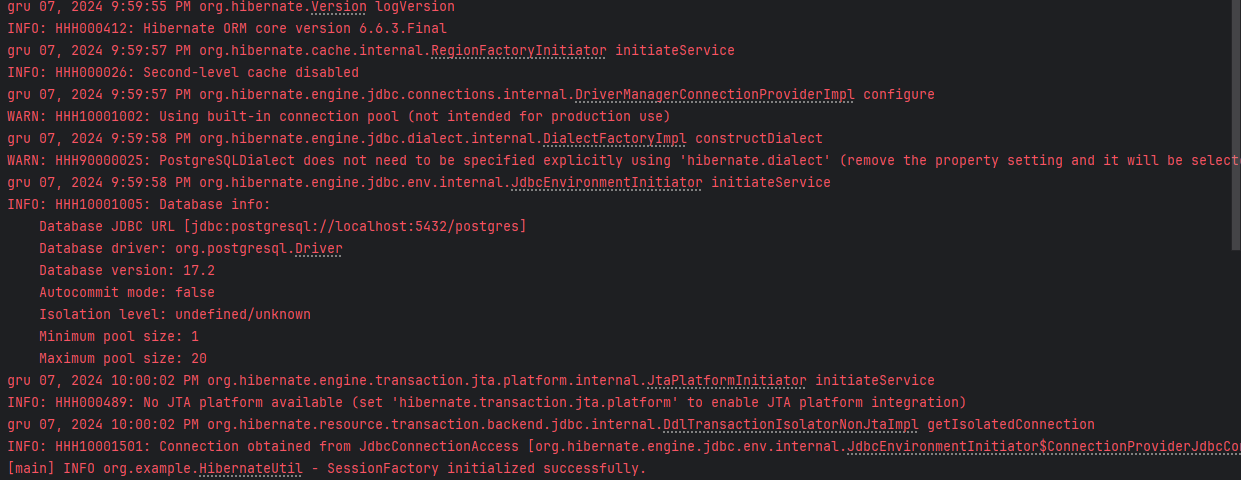 gru 07, 2024 9:59:55 PM org.hibernate.Version logVersion
INFO: HHH000412: Hibernate ORM core version 6.6.3.Final
gru 07, 2024 9:59:57 PM org.hibernate.cache.internal.RegionFactoryInitiator initiateService
INFO: HHH000026: Second-level cache disabled
gru 07, 2024 9:59:57 PM org.hibernate.engine.jdbc.connections.internal.DriverManagerConnectionProviderImpl configure
WARN: HHH10001002: Using built-in connection pool (not intended for production use)
gru 07, 2024 9:59:58 PM org.hibernate.engine.jdbc.dialect.internal.DialectFactoryImpl constructDialect
WARN: HHH90000025: PostgreSQLDialect does not need to be specified explicitly using 'hibernate.dialect' (remove the property setting and it will be select
gru 07, 2024 9:59:58 PM org.hibernate.engine.jdbc.env.internal.JdbcEnvironmentInitiator initiateService
INFO: HHH10001005: Database info:
    Database JDBC URL [jdbc:postgresql://localhost:5432/postgres]
    Database driver: org.postgresql.Driver
    Database version: 17.2
    Autocommit mode: false
    Isolation level: undefined/unknown
    Minimum pool size: 1
    Maximum pool size: 20
gru 07, 2024 10:00:02 PM org.hibernate.engine.transaction.jta.platform.internal.JtaPlatformInitiator initiateService
INFO: HHH000489: No JTA platform available (set 'hibernate.transaction.jta.platform' to enable JTA platform integration)
gru 07, 2024 10:00:02 PM org.hibernate.resource.transaction.backend.jdbc.internal.DdlTransactionIsolatorNonJtaImpl getIsolatedConnection
INFO: HHH10001501: Connection obtained from JdbcConnectionAccess [org.hibernate.engine.jdbc.env.internal.JdbcEnvironmentInitiator$ConnectionProviderJdbcCo
[main] INFO org.example.HibernateUtil - SessionFactory initialized successfully.